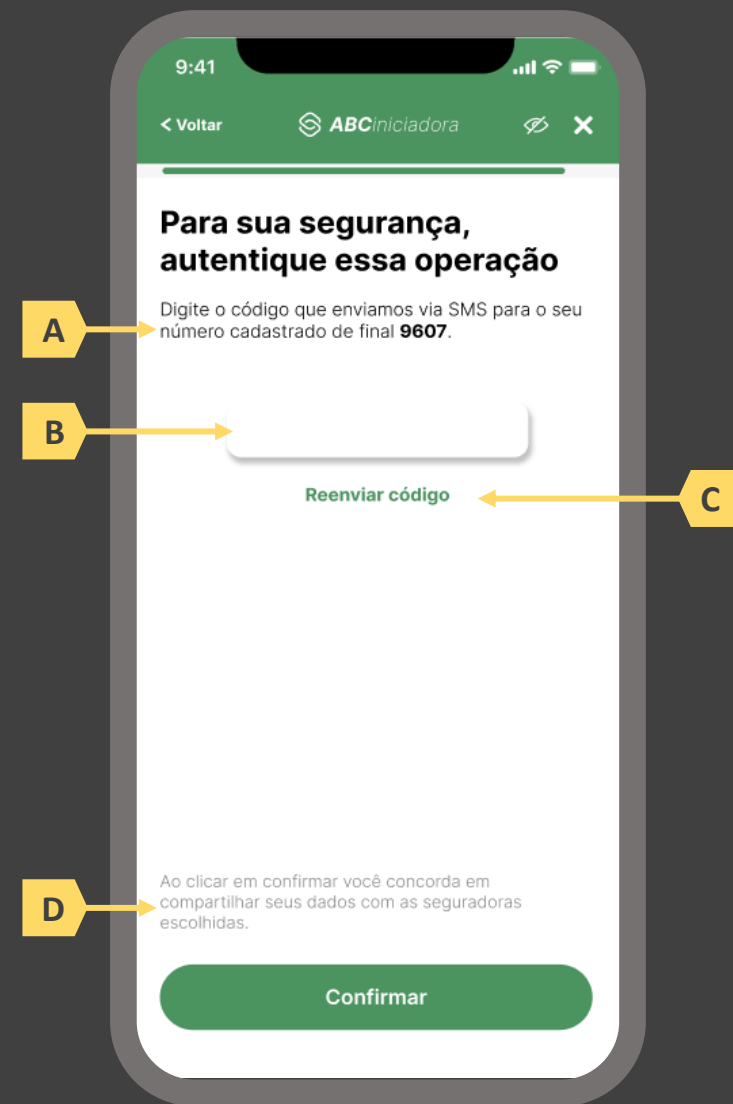 9:41
< Voltar ABCiniciadora
Para sua segurança,
autentique essa operação
Digite o código que enviamos via SMS para o seu
A
número cadastrado de final 9607.
B
Reenviar código
C
Ao clicar em confirmar você concorda em
D
compartilhar seus dados com as seguradoras
escolhidas.
Confirmar